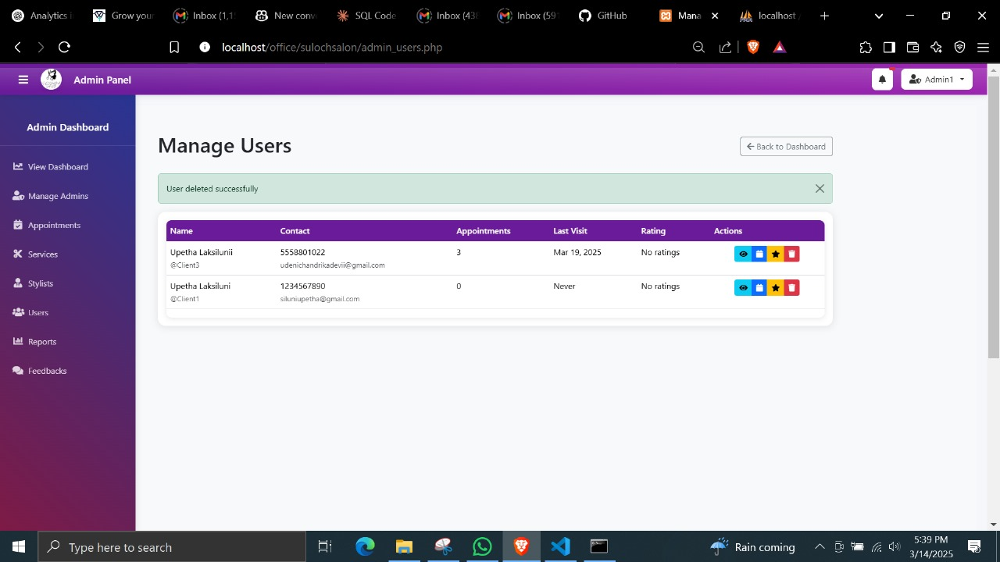 Analytics
Grow your
Inbox (1,1
New conv
SQL Code
Inbox (43
Inbox (591
GitHub
Mana
localhost
localhost/office/sulochsalon/admin_users.php
Admin Panel
Admin1
Admin Dashboard
View Dashboard
Manage Admins
Appointments
Services
Stylists
Users
Reports
Feedbacks
Manage Users
Back to Dashboard
User deleted successfully
Name Contact Appointments Last Visit Rating Actions
Upetha Laksilunii 5558801022 3 Mar 19, 2025 No ratings
@Client3 udenichandrikadevii@gmail.com
Upetha Laksiluni 1234567890 0 Never No ratings
@Client1 siluniupetha@gmail.com
Type here to search
Rain coming
5:39 PM
3/14/2025